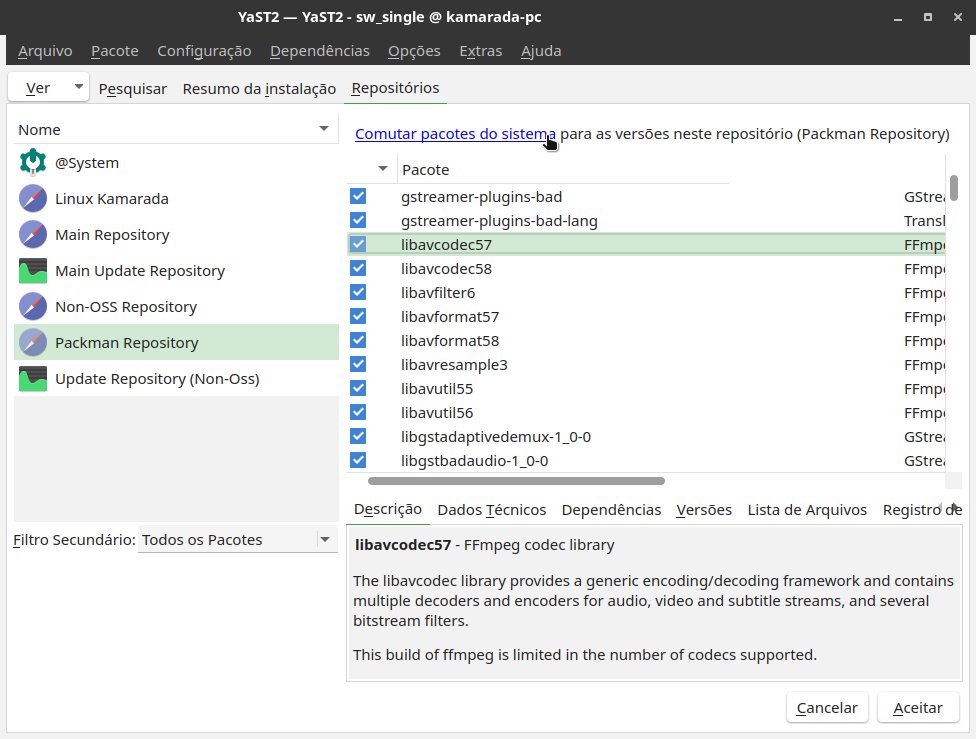 YaST2 — YaST2 - sw_single @ kamarada-pc
Arquivo Pacote Configuração Dependências Opções Extras Ajuda
Ver Pesquisar Resumo da instalação Repositórios
Nome
@System
Linux Kamarada
Main Repository
Main Update Repository
Non-OSS Repository
Packman Repository
Update Repository (Non-Oss)
Filtro Secundário: Todos os Pacotes
Comutar pacotes do sistema para as versões neste repositório (Packman Repository)
Pacote
gstreamer-plugins-bad GStrea
gstreamer-plugins-bad-lang Transl
libavcodec57 FFmpe
libavcodec58 FFmpe
libavfilter6 FFmpe
libavformat57 FFmpe
libavformat58 FFmpe
libavresample3 FFmpe
libavutil55 FFmpe
libavutil56 FFmpe
libgstadaptivedemux-1_0-0 GStrea
libgstbadaudio-1_0-0 GStrea
Descrição Dados Técnicos Dependências Versões Lista de Arquivos Registro de
libavcodec57 - FFmpeg codec library
The libavcodec library provides a generic encoding/decoding framework and contains
multiple decoders and encoders for audio, video and subtitle streams, and several
bitstream filters.
This build of ffmpeg is limited in the number of codecs supported.
Cancelar Aceitar